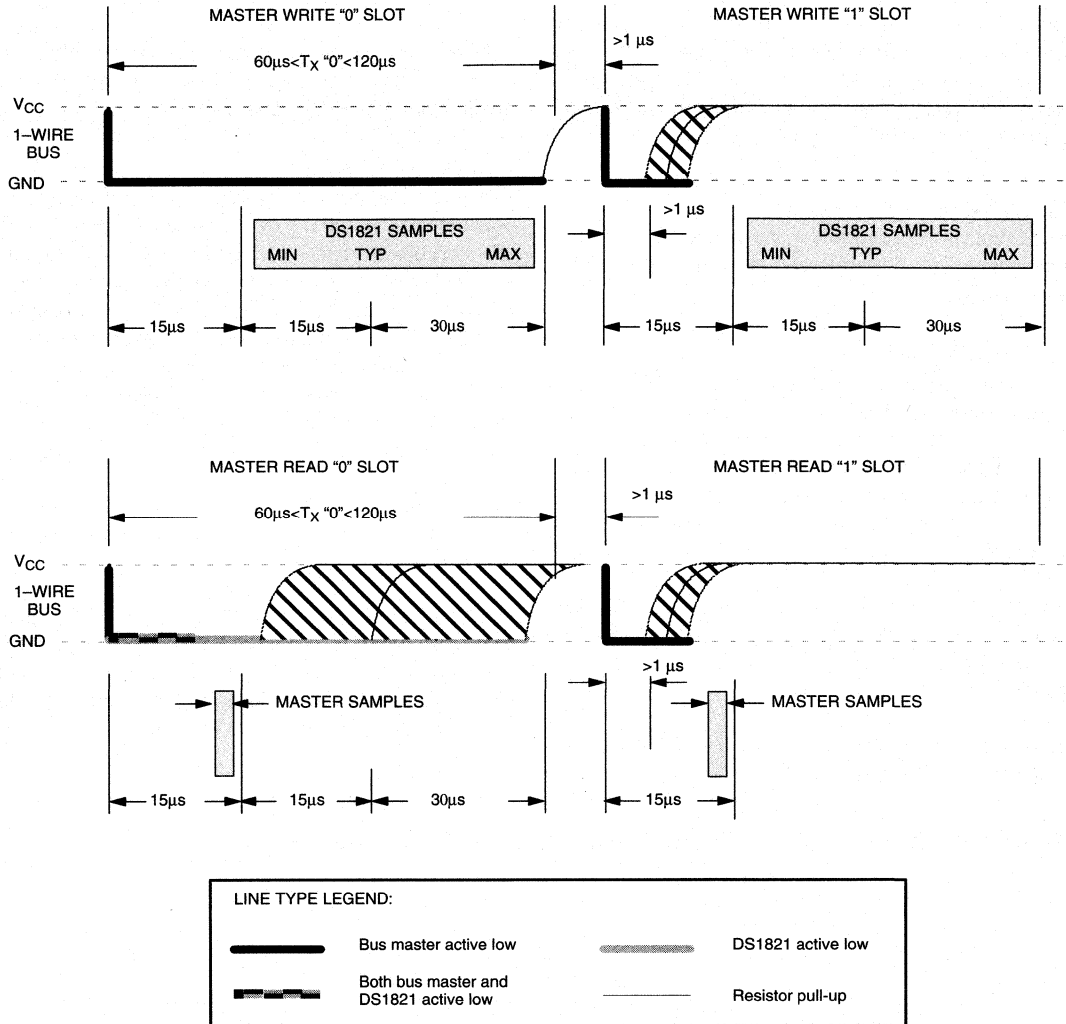 MASTER WRITE “0” SLOT
MASTER WRITE “1” SLOT
>1 µs
60µs<TX “0”<120µs
VCC
1–WIRE
BUS
GND
>1 µs
DS1821 SAMPLES
MIN TYP MAX
DS1821 SAMPLES
MIN TYP MAX
15µs 15µs 30µs 15µs 15µs 30µs
MASTER READ “0” SLOT
MASTER READ “1” SLOT
>1 µs
60µs<TX “0”<120µs
VCC
1–WIRE
BUS
GND
>1 µs
MASTER SAMPLES
MASTER SAMPLES
15µs 15µs 30µs 15µs
LINE TYPE LEGEND:
Bus master active low
DS1821 active low
Both bus master and
DS1821 active low
Resistor pull-up